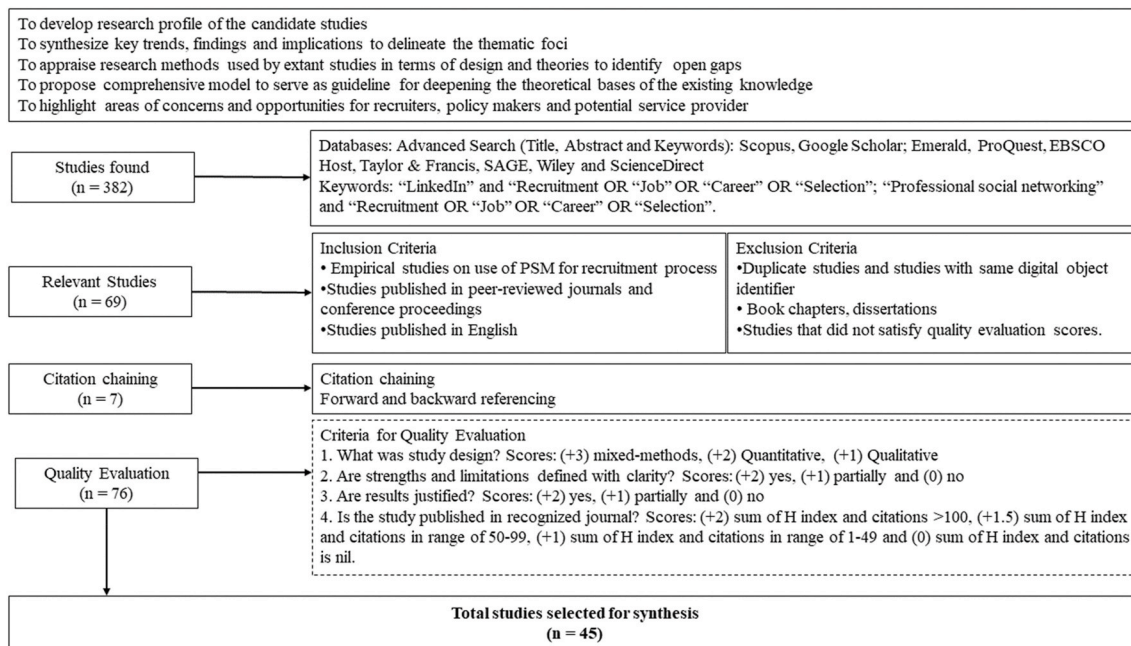 To develop research profile of the candidate studies
To synthesize key trends, findings and implications to delineate the thematic foci
To appraise research methods used by extant studies in terms of design and theories to identify open gaps
To propose comprehensive model to serve as guideline for deepening the theoretical bases of the existing knowledge
To highlight areas of concerns and opportunities for recruiters, policy makers and potential service provider
Studies found
(n = 382)
Databases: Advanced Search (Title, Abstract and Keywords): Scopus, Google Scholar; Emerald, ProQuest, EBSCO
Host, Taylor & Francis, SAGE, Wiley and ScienceDirect
Keywords: “LinkedIn” and “Recruitment OR “Job” OR “Career” OR “Selection”; “Professional social networking”
and “Recruitment OR “Job” OR “Career” OR “Selection”.
Relevant Studies
(n = 69)
Inclusion Criteria
• Empirical studies on use of PSM for recruitment process
•Studies published in peer-reviewed journals and
conference proceedings
•Studies published in English
Exclusion Criteria
•Duplicate studies and studies with same digital object
identifier
• Book chapters, dissertations
•Studies that did not satisfy quality evaluation scores.
Citation chaining
(n = 7)
Citation chaining
Forward and backward referencing
Quality Evaluation
(n = 76)
Criteria for Quality Evaluation
1. What was study design? Scores: (+3) mixed-methods, (+2) Quantitative, (+1) Qualitative
2. Are strengths and limitations defined with clarity? Scores: (+2) yes, (+1) partially and (0) no
3. Are results justified? Scores: (+2) yes, (+1) partially and (0) no
4. Is the study published in recognized journal? Scores: (+2) sum of H index and citations >100, (+1.5) sum of H index
and citations in range of 50-99, (+1) sum of H index and citations in range of 1-49 and (0) sum of H index and citations
is nil.
Total studies selected for synthesis
(n = 45)